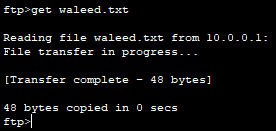 ftp>get waleed.txt
Reading file waleed.txt from 10.0.0.1:
File transfer in progress...
[Transfer complete - 48 bytes]
48 bytes copied in 0 secs
ftp>